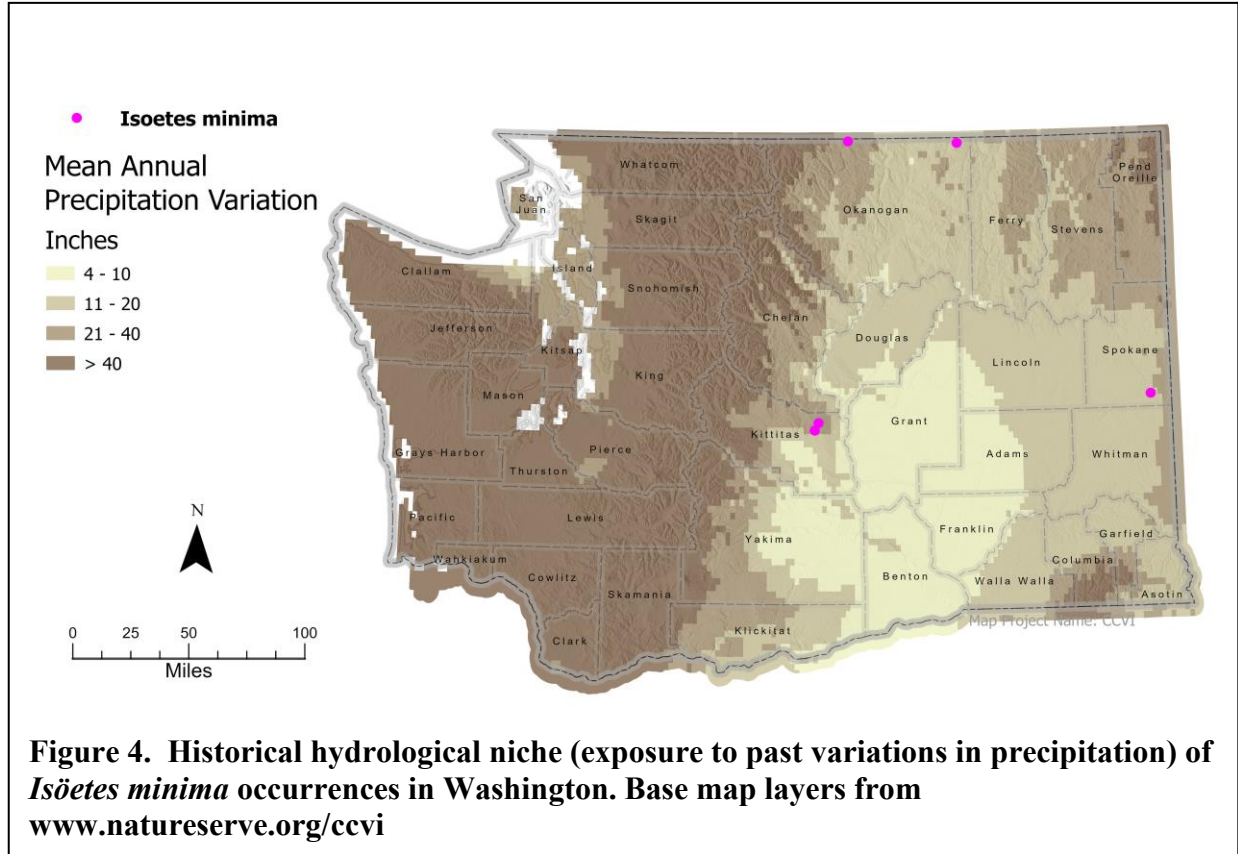 Isoetes minima
Mean Annual
Precipitation Variation
Inches
4 - 10
11 - 20
21 - 40
> 40
N
0 25 50 100
Miles
Whatcom
Pend
Oreille
San
Juan
Okanogan
Skagit
Ferry
Stevens
Island
Clallam
Snohomish
Chelan
Jefferson
Douglas
Kitsap
Lincoln
Spokane
King
Mason
Grant
Kittitas
Grays Harbor
Pierce
Adams
Whitman
Thurston
Pacific
Lewis
Franklin
Yakima
Garfield
Wahkiakum
Columbia
Benton
Walla Walla
Cowlitz
Skamania
Asotin
Map Project Name: CCVI
Klickitat
Clark
Figure 4. Historical hydrological niche (exposure to past variations in precipitation) of
Isöetes minima occurrences in Washington. Base map layers from
www.natureserve.org/ccvi